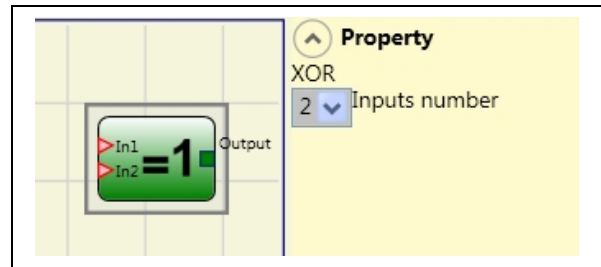 In1
In2
=1
Output
Property
XOR
2
Inputs number